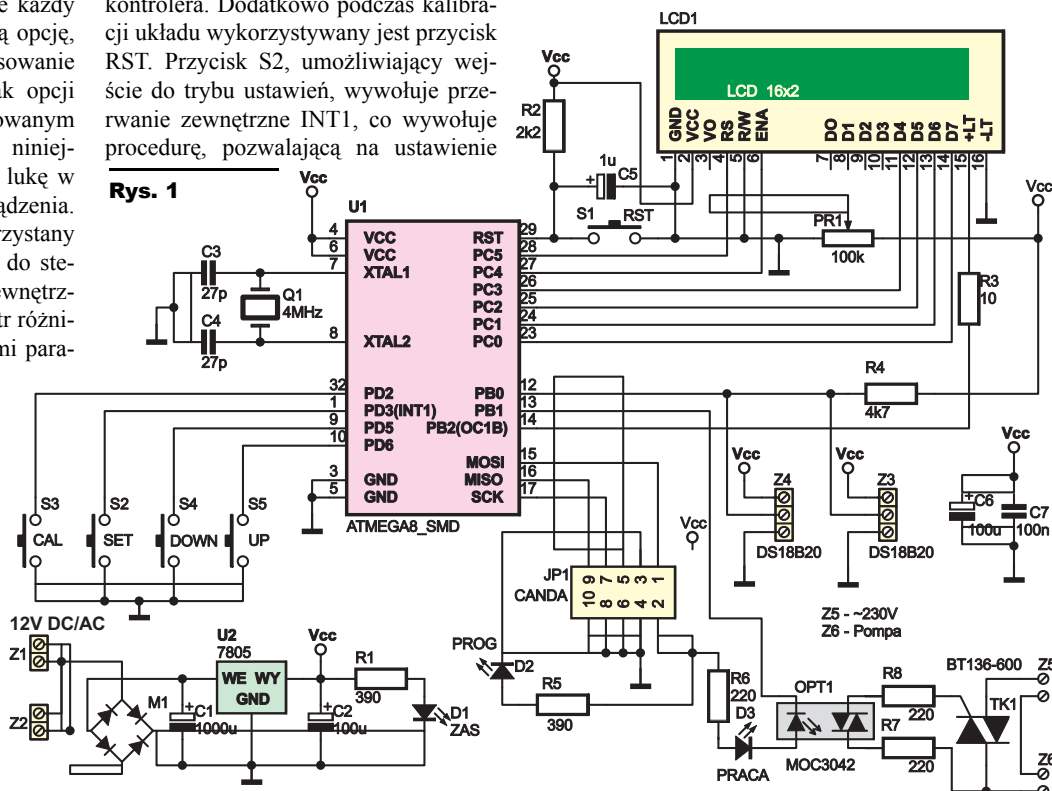 e każdy
ą opcję,
sowanie
ak opcji
owanym
niniej-
lukę w
ądzenia.
rzystany
do ste-
ewnętrz-
tr różni-
mi para-
kontrolera. Dodatkowo podczas kalibra-
cji układu wykorzystywany jest przycisk
RST. Przycisk S2, umożliwiający wej-
ście do trybu ustawień, wywołuje prze-
rwanie zewnętrzne INT1, co wywołuje
procedurę, pozwalającą na ustawienie
Rys. 1
LCD1
LCD 16x2
GND VCC VO RS R/W ENA DO D1 D2 D3 D4 D5 D6 D7 +LT -LT
1 2 3 4 5 6 7 8 9 10 11 12 13 14 15 16
Vcc
R2
2k2
1u
C5
S1
RST
PR1
100k
Vcc
R3
10
Vcc
C3
27p
C4
27p
Q1
4MHz
U1
4 VCC RST 29
6 VCC PC5 28
7 XTAL1 PC4 27
PC3 26
PC2 25
PC1 24
8 XTAL2 PC0 23
32 PD2 PB0 12
1 PD3(INT1) PB1 13
9 PD5 PB2(OC1B) 14
10 PD6
MOSI 15
3 GND MISO 16
5 GND SCK 17
ATMEGA8_SMD
R4
4k7
S3
CAL
S2
SET
S4
DOWN
S5
UP
Vcc
Z4
DS18B20
Vcc
Z3
DS18B20
Vcc
C6
100u
C7
100n
Vcc
JP1
CANDA
9 7 5 3 1
10 8 6 4 2
Z5 - ~230V
Z6 - Pompa
12V DC/AC
Z1
Z2
M1
C1
1000u
U2
7805
WE WY
GND
Vcc
C2
100u
R1
390
D1
ZAS
PROG
D2
R5
390
R6
220
D3
PRACA
OPT1
MOC3042
R8
220
R7
220
BT136-600
TK1
Z5
Z6